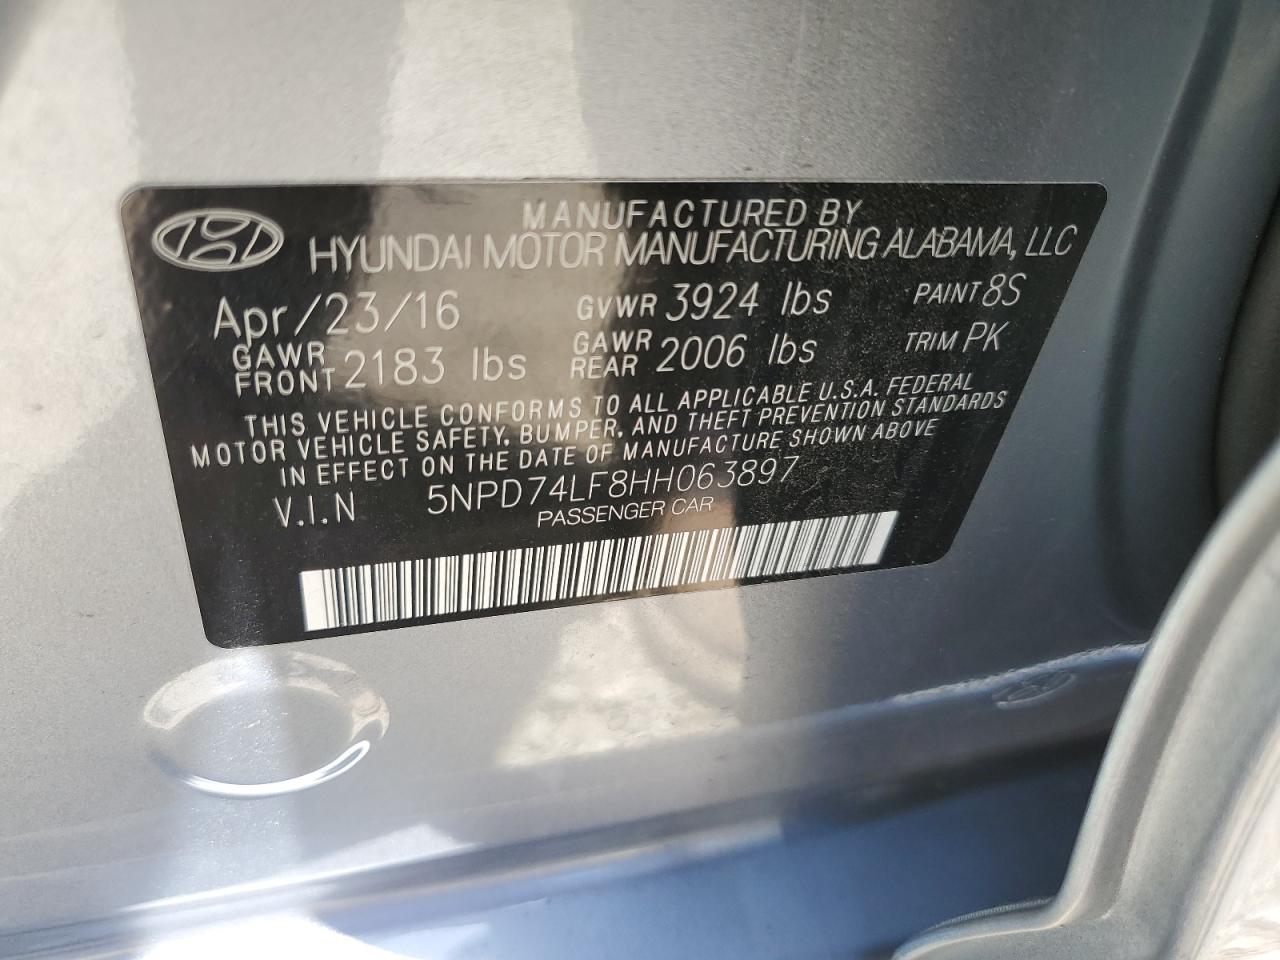 MANUFACTURED BY
HYUNDAI MOTOR MANUFACTURING ALABAMA, LLC
Apr/23/16 GVWR 3924 lbs PAINT 8S
GAWR FRONT 2183 lbs GAWR REAR 2006 lbs TRIM PK
THIS VEHICLE CONFORMS TO ALL APPLICABLE U.S.A. FEDERAL
MOTOR VEHICLE SAFETY, BUMPER, AND THEFT PREVENTION STANDARDS
IN EFFECT ON THE DATE OF MANUFACTURE SHOWN ABOVE
V.I.N 5NPD74LF8HH063897
PASSENGER CAR